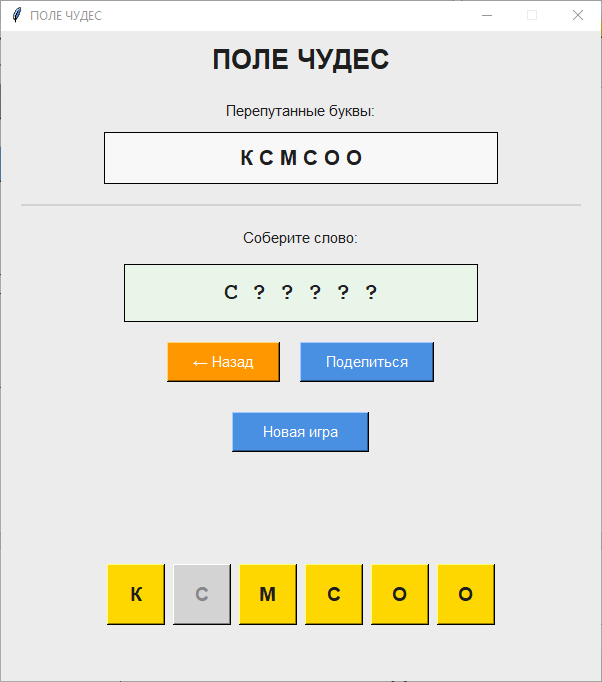 ПОЛЕ ЧУДЕС
ПОЛЕ ЧУДЕС
Перепутанные буквы:
К С М С О О
Соберите слово:
С ? ? ? ? ?
← Назад Поделиться
Новая игра
К С М С О О